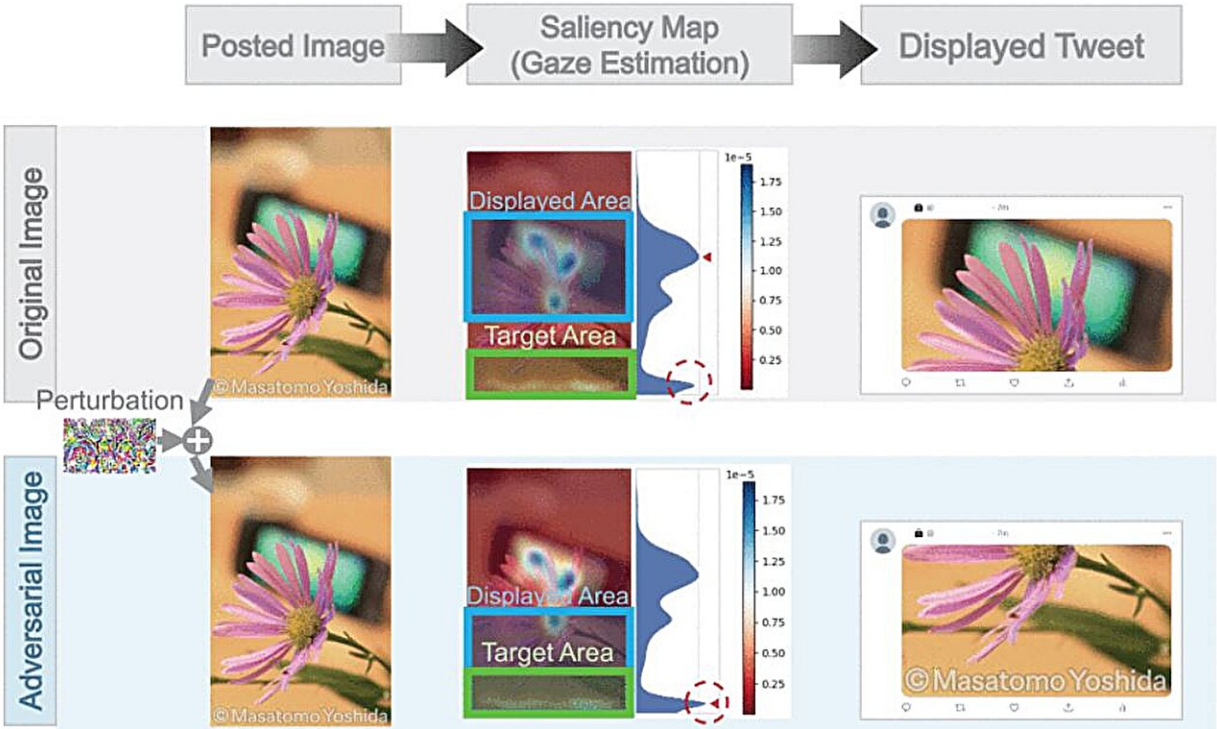 Posted Image
Saliency Map
(Gaze Estimation)
Displayed Tweet
Original Image
©Masatomo Yoshida
Displayed Area
Target Area
1e−5
1.75
1.50
1.25
1.00
0.75
0.50
0.25
Perturbation
Adversarial Image
©Masatomo Yoshida
Displayed Area
Target Area
1e−5
1.75
1.50
1.25
1.00
0.75
0.50
0.25
©Masatomo Yoshida